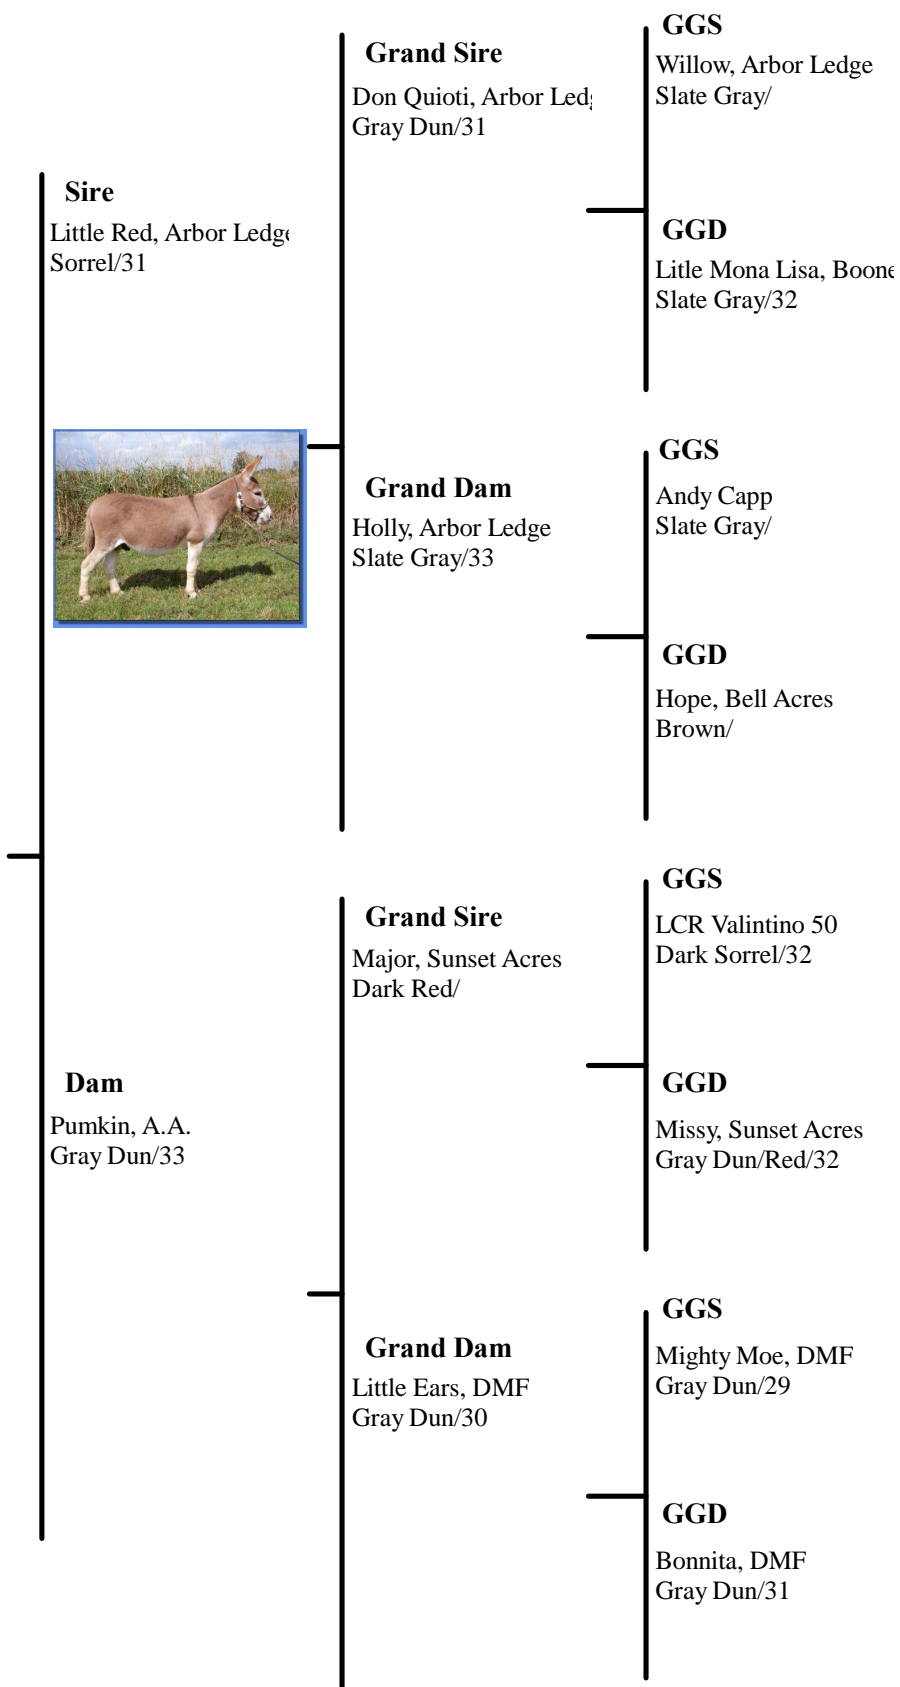 GGS
Willow, Arbor Ledge
Slate Gray/
Grand Sire
Don Quioti, Arbor Led
Gray Dun/31
GGD
Litle Mona Lisa, Boone
Slate Gray/32
Sire
Little Red, Arbor Ledge
Sorrel/31
GGS
Andy Capp
Slate Gray/
Grand Dam
Holly, Arbor Ledge
Slate Gray/33
GGD
Hope, Bell Acres
Brown/
GGS
LCR Valintino 50
Dark Sorrel/32
Grand Sire
Major, Sunset Acres
Dark Red/
GGD
Missy, Sunset Acres
Gray Dun/Red/32
Dam
Pumkin, A.A.
Gray Dun/33
GGS
Mighty Moe, DMF
Gray Dun/29
Grand Dam
Little Ears, DMF
Gray Dun/30
GGD
Bonnita, DMF
Gray Dun/31